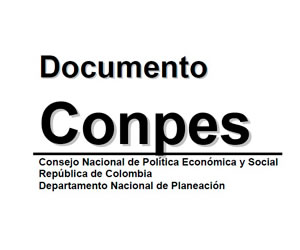 Documento
Conpes
Consejo Nacional de Política Económica y Social
República de Colombia
Departamento Nacional de Planeación